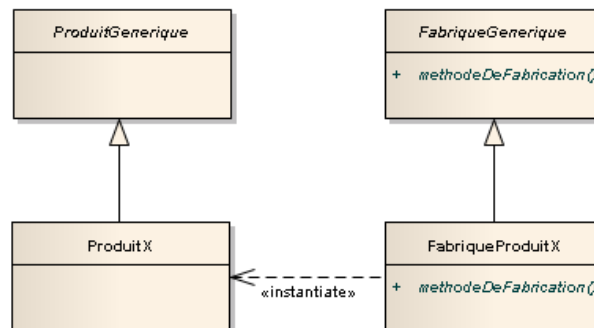 ProduitGenerique
FabriqueGenerique
+ methodeDeFabrication()
ProduitX
FabriqueProduitX
«instantiate»
+ methodeDeFabrication()